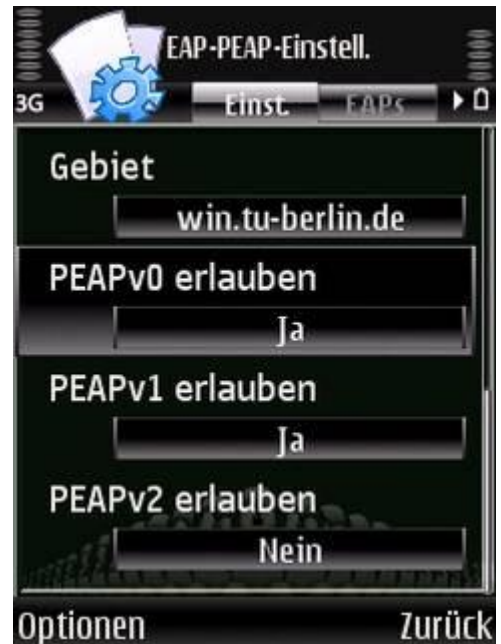 EAP-PEAP-Einstell.
3G
Einst. EAPs
Gebiet
win.tu-berlin.de
PEAPv0 erlauben
Ja
PEAPv1 erlauben
Ja
PEAPv2 erlauben
Nein
Optionen Zurück